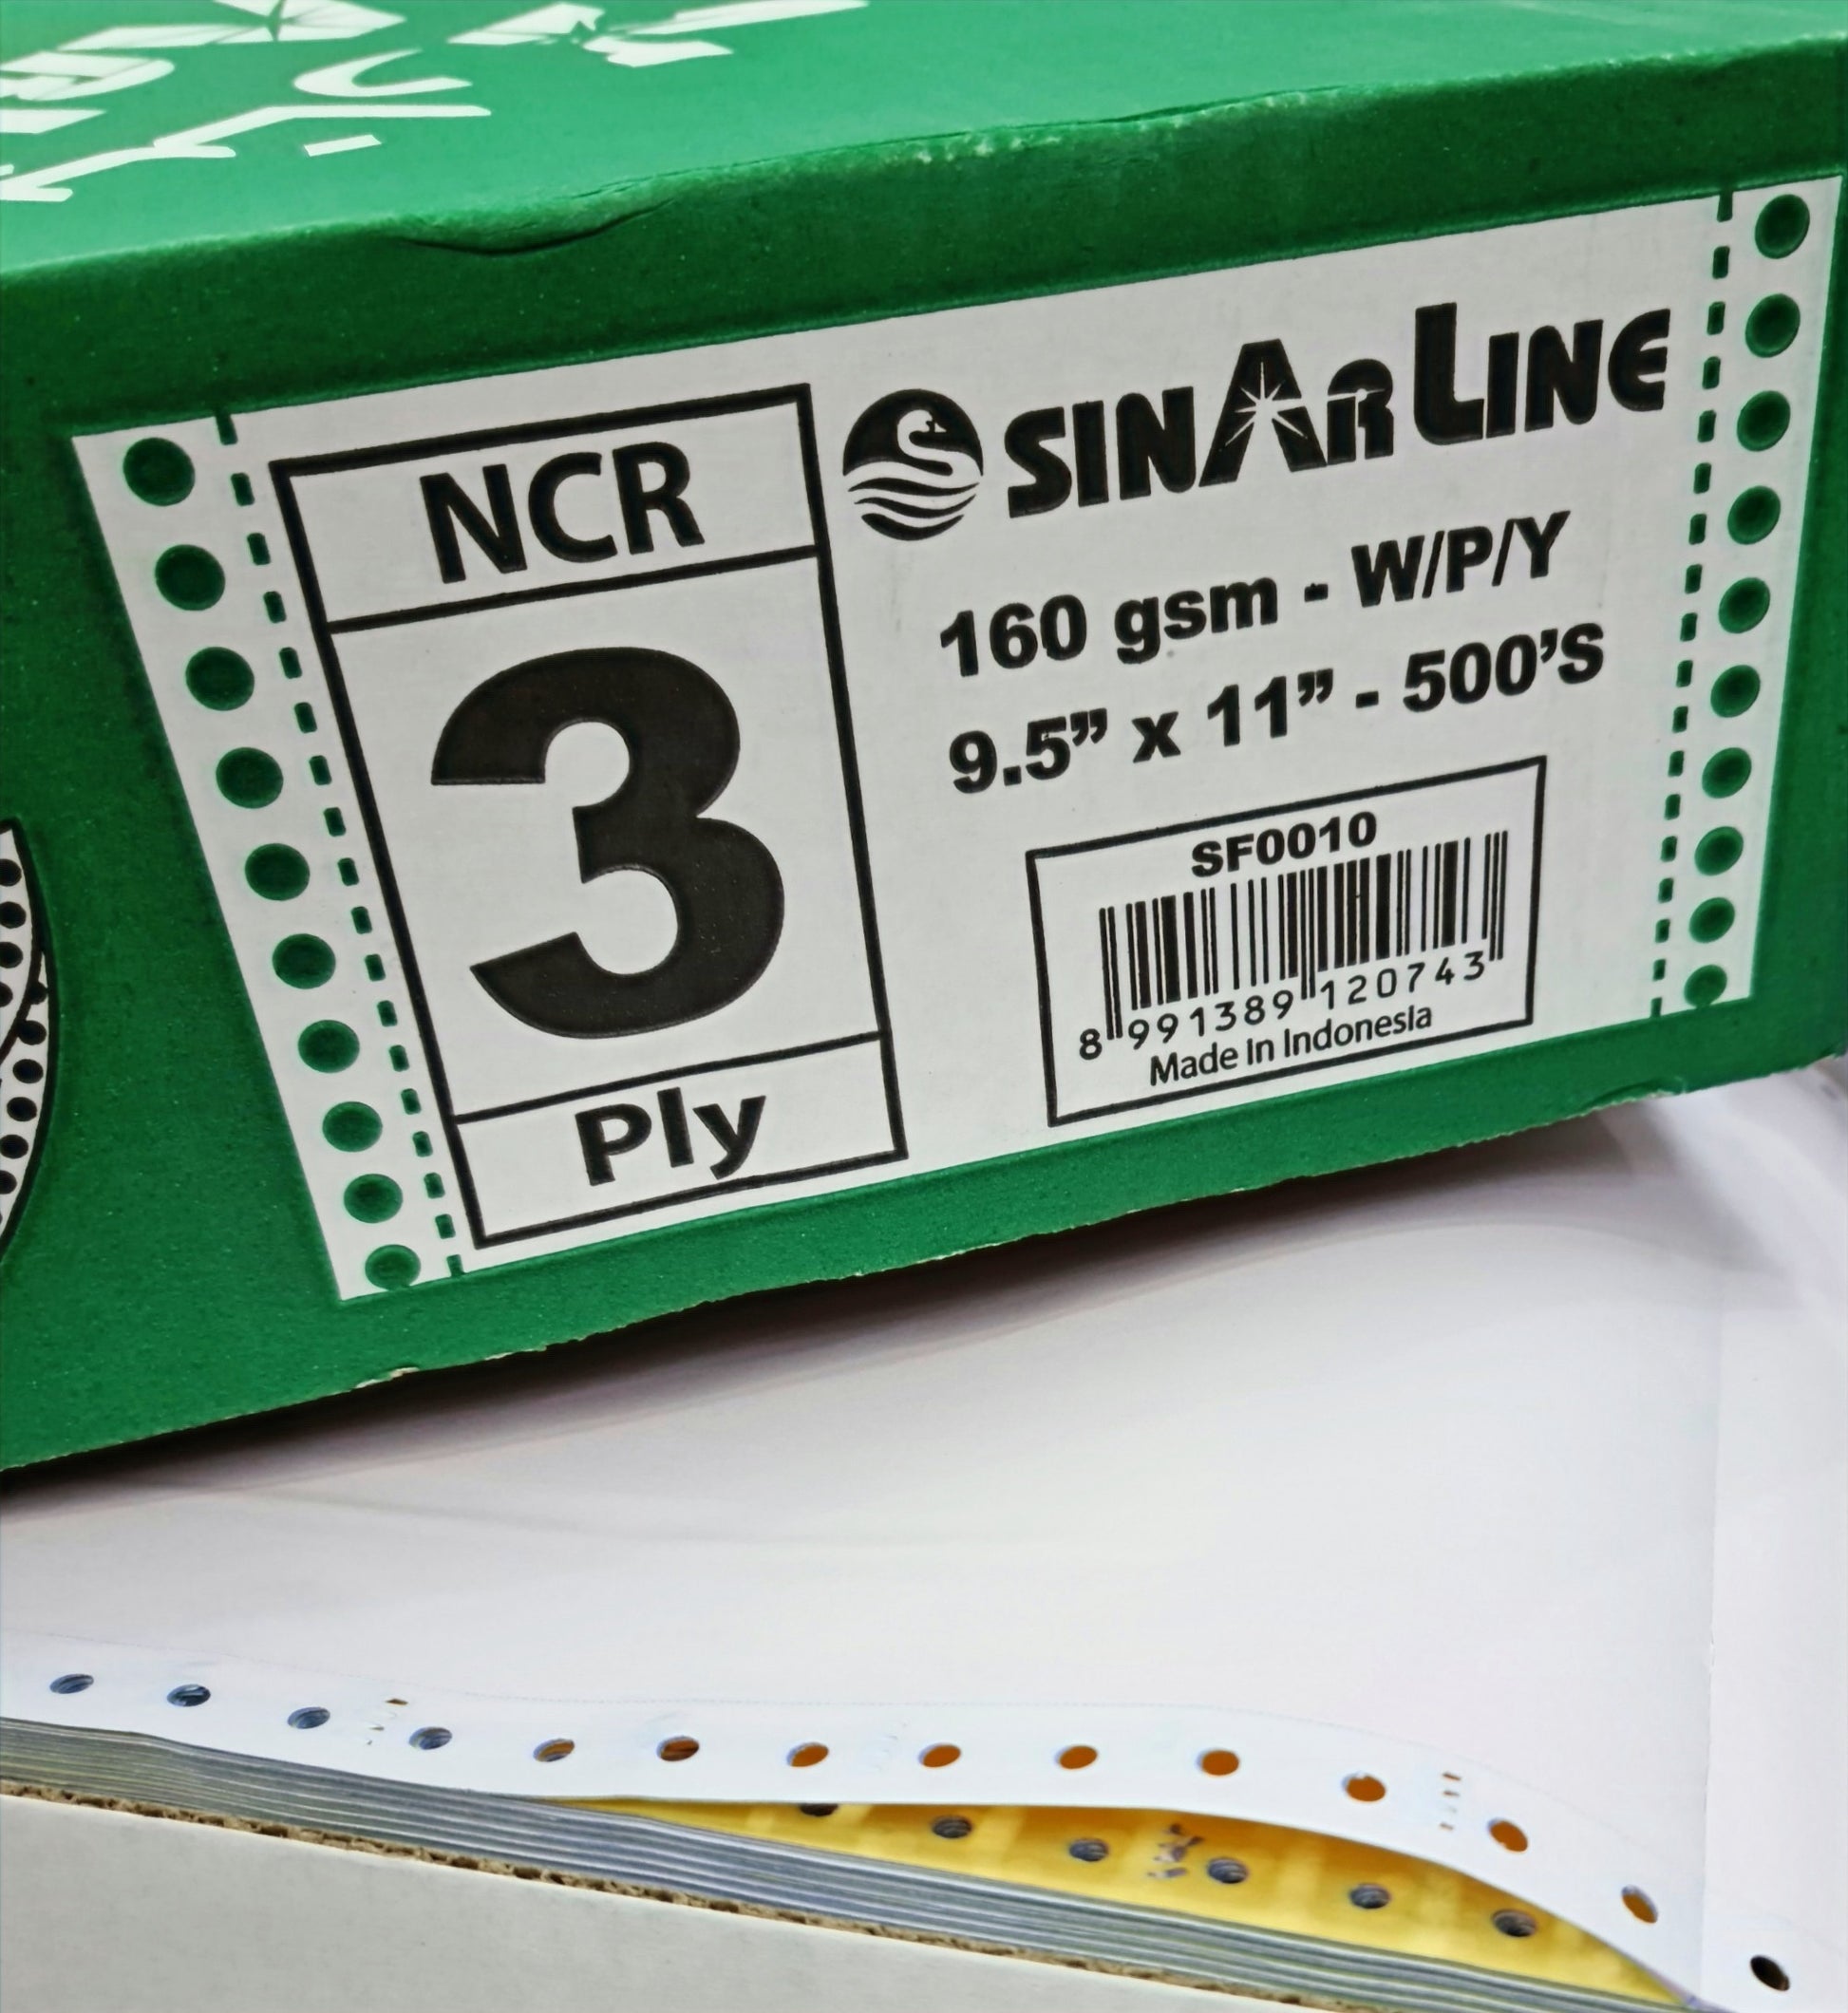 NCR
3
Ply
SINARLINE
160 gsm - W/P/Y
9.5” x 11” - 500’S
SF0010
8 991389 120743
Made In Indonesia